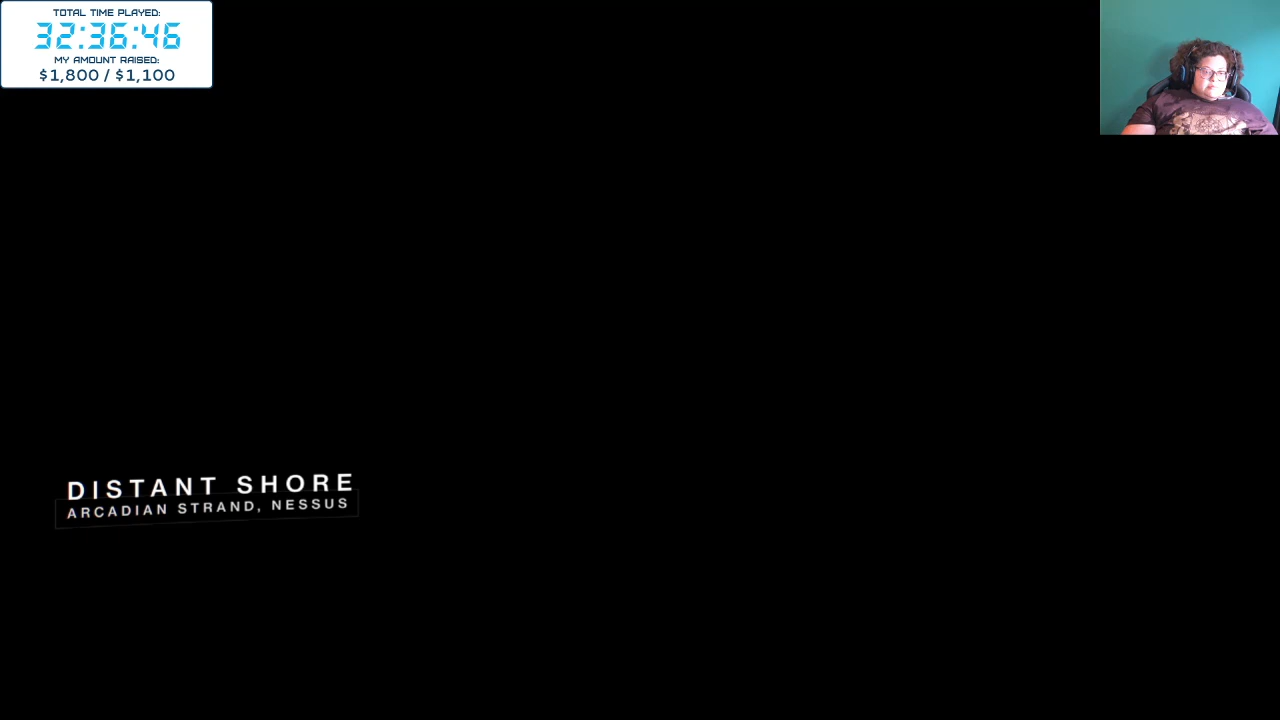 TOTAL TIME PLAYED:
32:36:46
MY AMOUNT RAISED:
$1,800 / $1,100
DISTANT SHORE
ARCADIAN STRAND, NESSUS